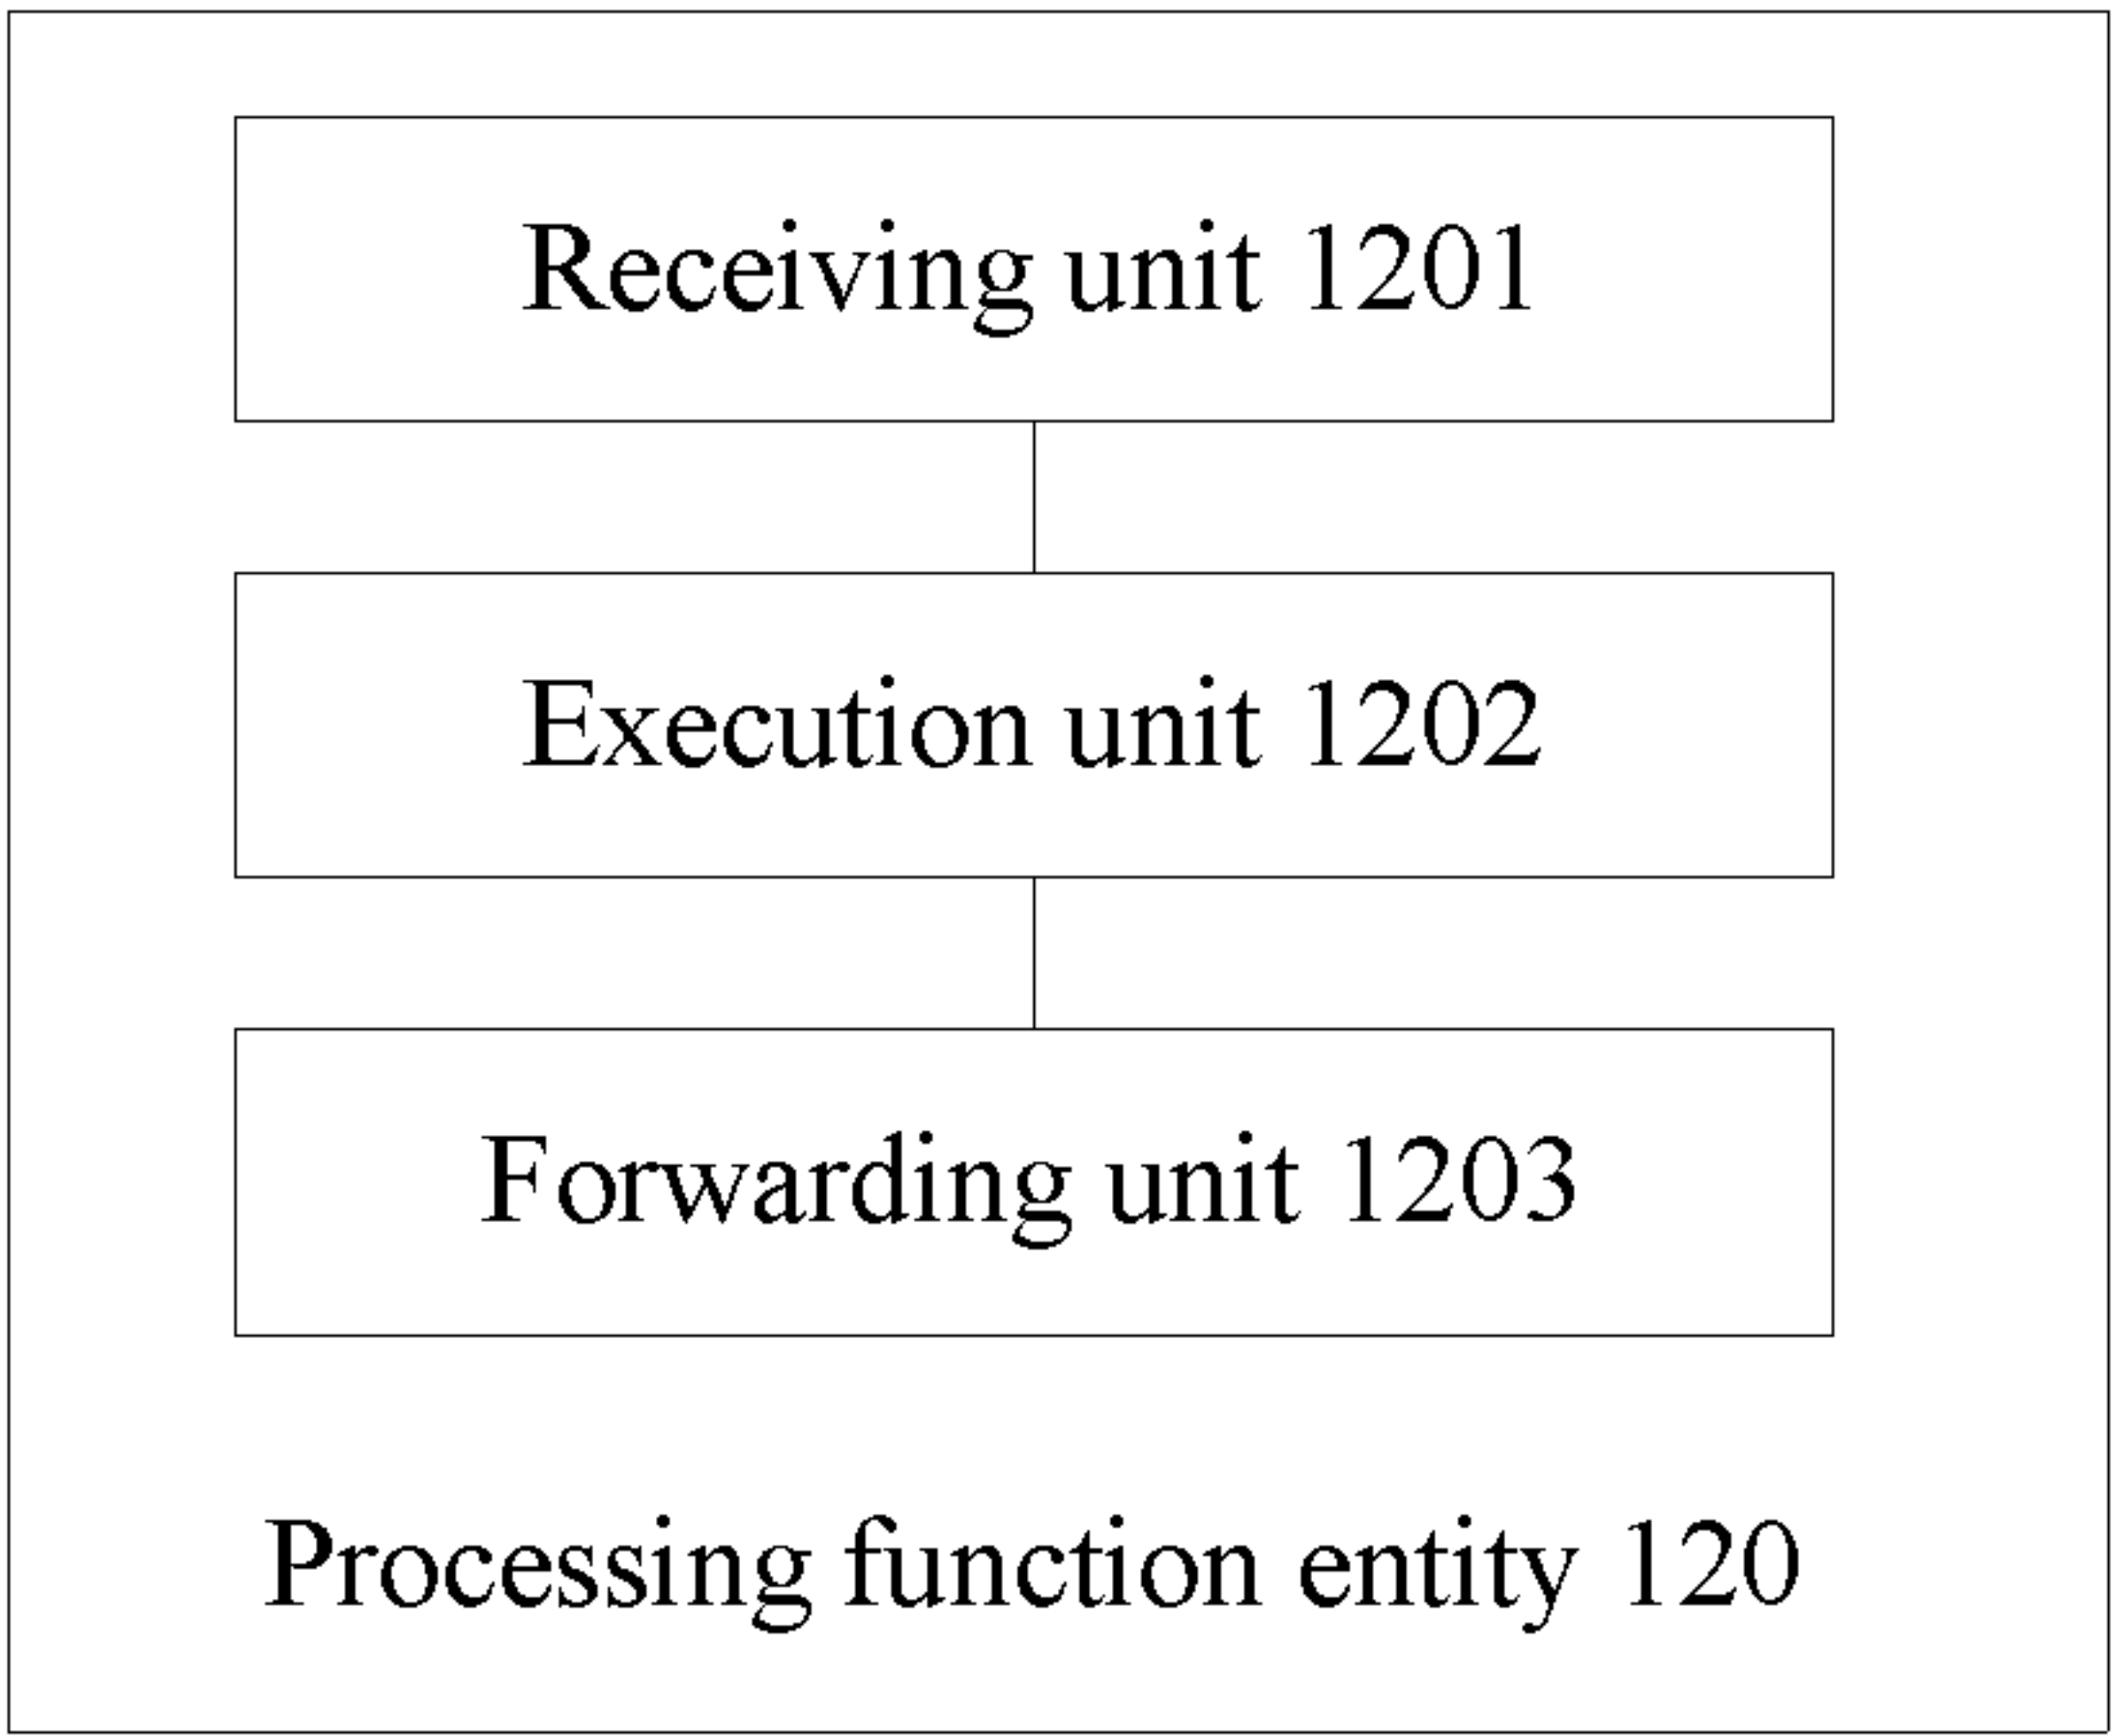 Receiving unit 1201
Execution unit 1202
Forwarding unit 1203
Processing function entity 120